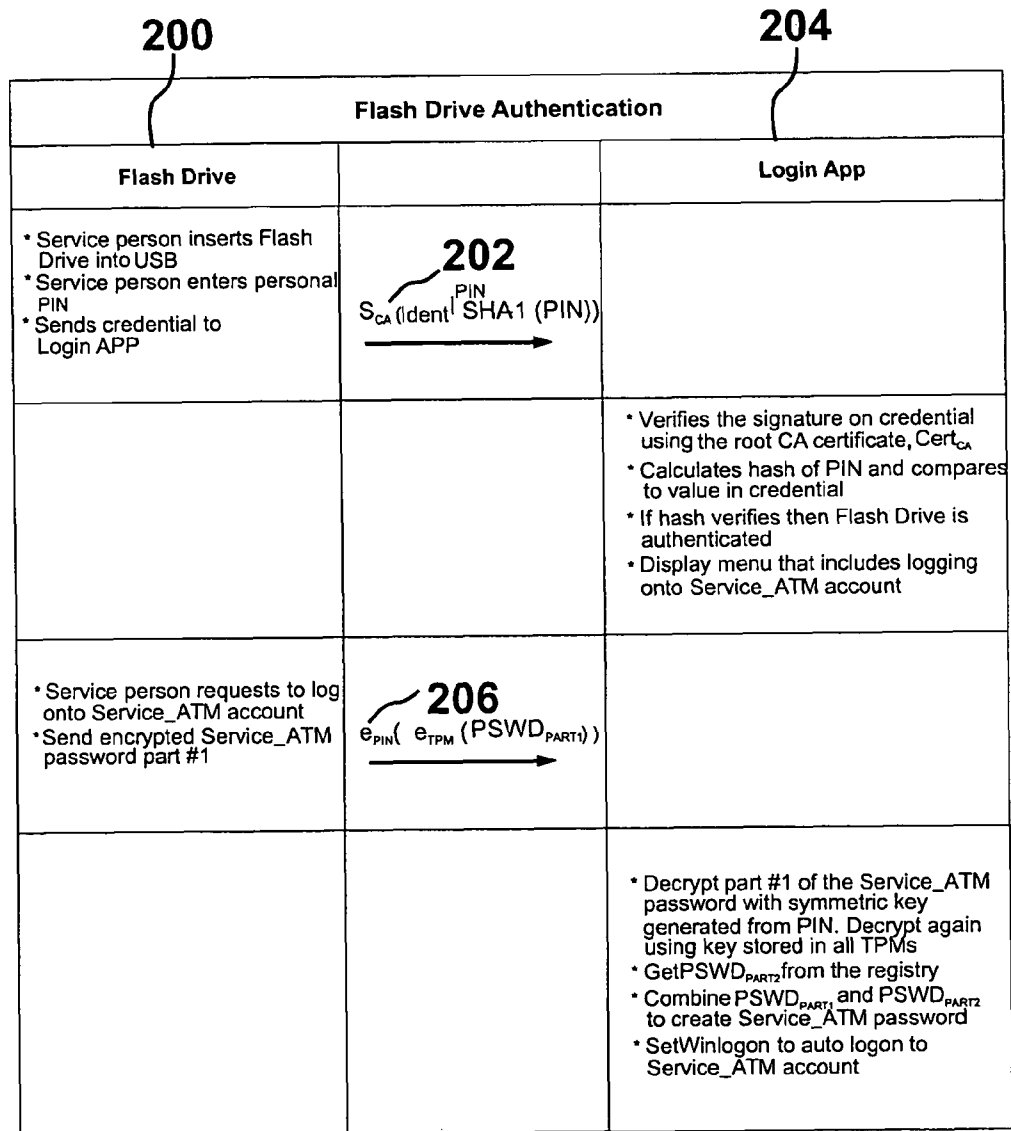 200
204
Flash Drive Authentication
Flash Drive
Login App
* Service person inserts Flash
Drive into USB
* Service person enters personal
PIN
* Sends credential to
Login APP
202
PIN
S_CA (Ident| SHA1 (PIN))
* Verifies the signature on credential
using the root CA certificate, Cert_CA
* Calculates hash of PIN and compares
to value in credential
* If hash verifies then Flash Drive is
authenticated
* Display menu that includes logging
onto Service_ATM account
* Service person requests to log
onto Service_ATM account
* Send encrypted Service_ATM
password part #1
206
e_PIN( e_TPM (PSWD_PART1))
* Decrypt part #1 of the Service_ATM
password with symmetric key
generated from PIN. Decrypt again
using key stored in all TPMs
* GetPSWD_PART2 from the registry
* Combine PSWD_PART1 and PSWD_PART2
to create Service_ATM password
* SetWinlogon to auto logon to
Service_ATM account